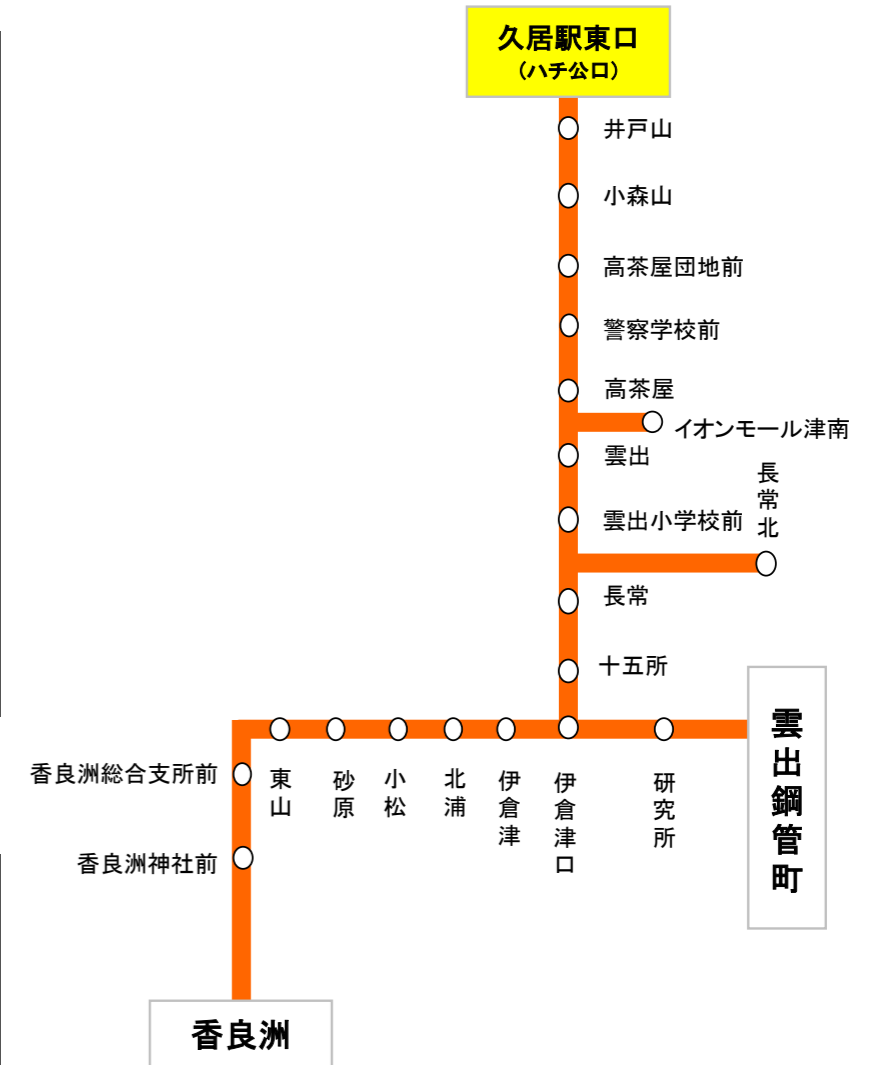 久居駅東口
(ハチ公口)
井戸山
小森山
高茶屋団地前
警察学校前
高茶屋
イオンモール津南
雲出
長常北
雲出小学校前
長常
十五所
雲出鋼管町
香良洲総合支所前
東山
砂原
小松
北浦
伊倉津
伊倉津口
研究所
香良洲神社前
香良洲